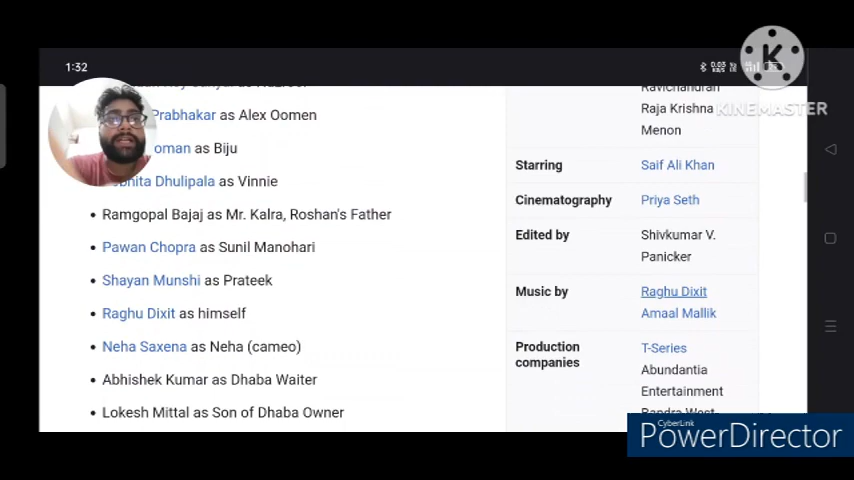 1:32
0.03
KINEMASTER
K
Prabhakar as Alex Oomen
oman as Biju
Dhulipala as Vinnie
Ramgopal Bajaj as Mr. Kalra, Roshan's Father
Pawan Chopra as Sunil Manohari
Shayan Munshi as Prateek
Raghu Dixit as himself
Neha Saxena as Neha (cameo)
Abhishek Kumar as Dhaba Waiter
Lokesh Mittal as Son of Dhaba Owner
Ravichandran
Raja Krishna
Menon
Starring Saif Ali Khan
Cinematography Priya Seth
Edited by Shivkumar V.
Panicker
Music by Raghu Dixit
Amaal Mallik
Production T-Series
companies Abundantia
Entertainment
CyberLink
PowerDirector